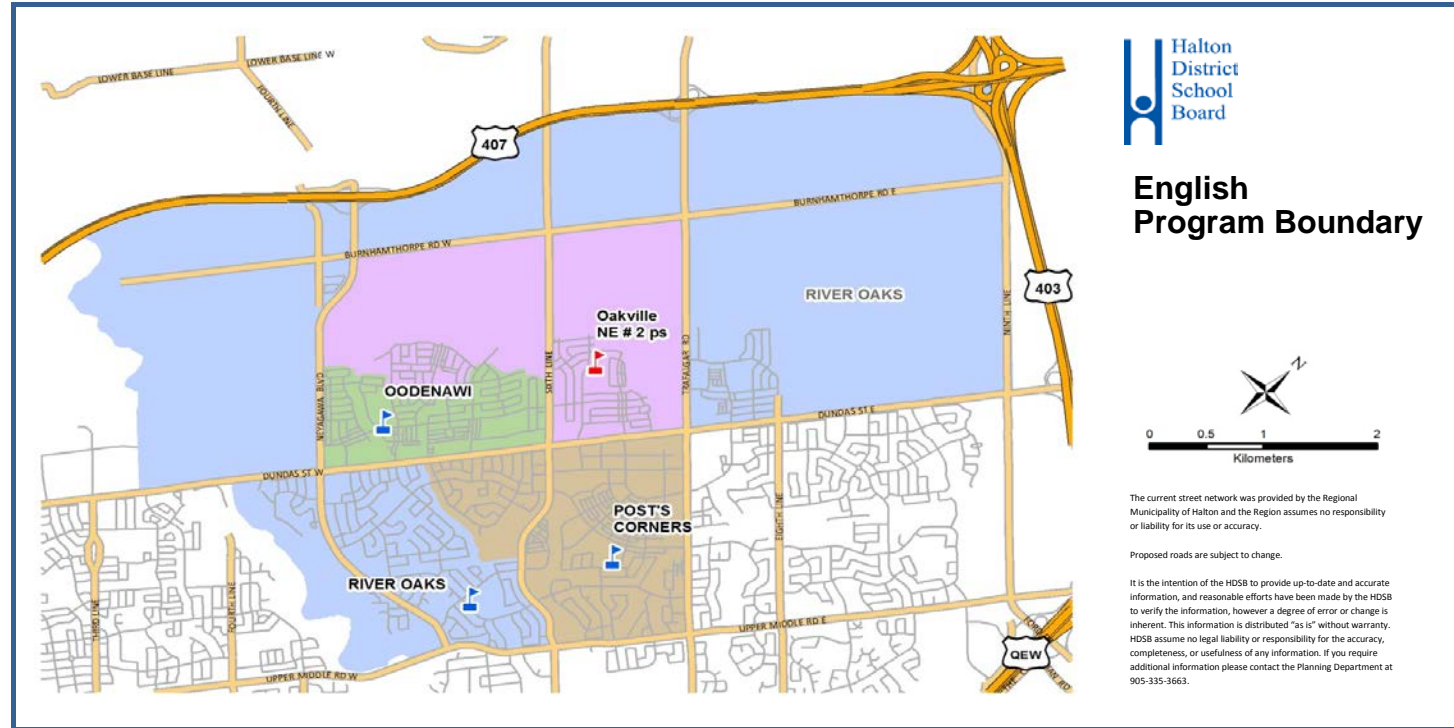 LOWER BASE LINE
LOWER BASE LINE W
FOURTH LINE
407
BURNHAMTHORPE RD W
BURNHAMTHORPE RD E
RIVER OAKS
403
NINTH LINE
Oakville
NE # 2 ps
SIXTH LINE
TRAFALGAR RD
NEYAGAWA BLVD
OODENAWI
DUNDAS ST E
DUNDAS ST W
POST'S
CORNERS
EIGHTH LINE
RIVER OAKS
THIRD LINE
FOURTH LINE
UPPER MIDDLE RD E
UPPER MIDDLE RD W
QEW
Halton
District
School
Board
English
Program Boundary
N
0 0.5 1 2
Kilometers
The current street network was provided by the Regional
Municipality of Halton and the Region assumes no responsibility
or liability for its use or accuracy.
Proposed roads are subject to change.
It is the intention of the HDSB to provide up-to-date and accurate
information, and reasonable efforts have been made by the HDSB
to verify the information, however a degree of error or change is
inherent. This information is distributed "as is" without warranty.
HDSB assume no legal liability or responsibility for the accuracy,
completeness, or usefulness of any information. If you require
additional information please contact the Planning Department at
905-335-3663.